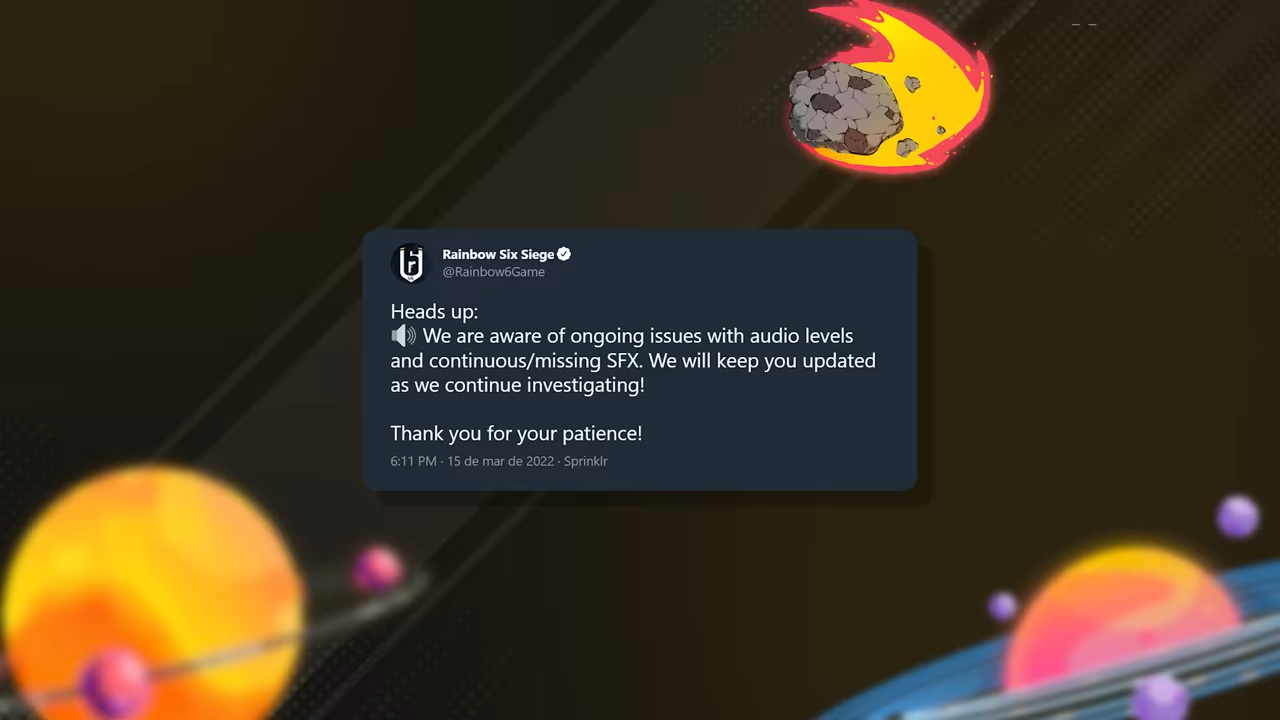 Rainbow Six Siege
@Rainbow6Game
Heads up:
🔊 We are aware of ongoing issues with audio levels
and continuous/missing SFX. We will keep you updated
as we continue investigating!
Thank you for your patience!
6:11 PM · 15 de mar de 2022 · Sprinklr